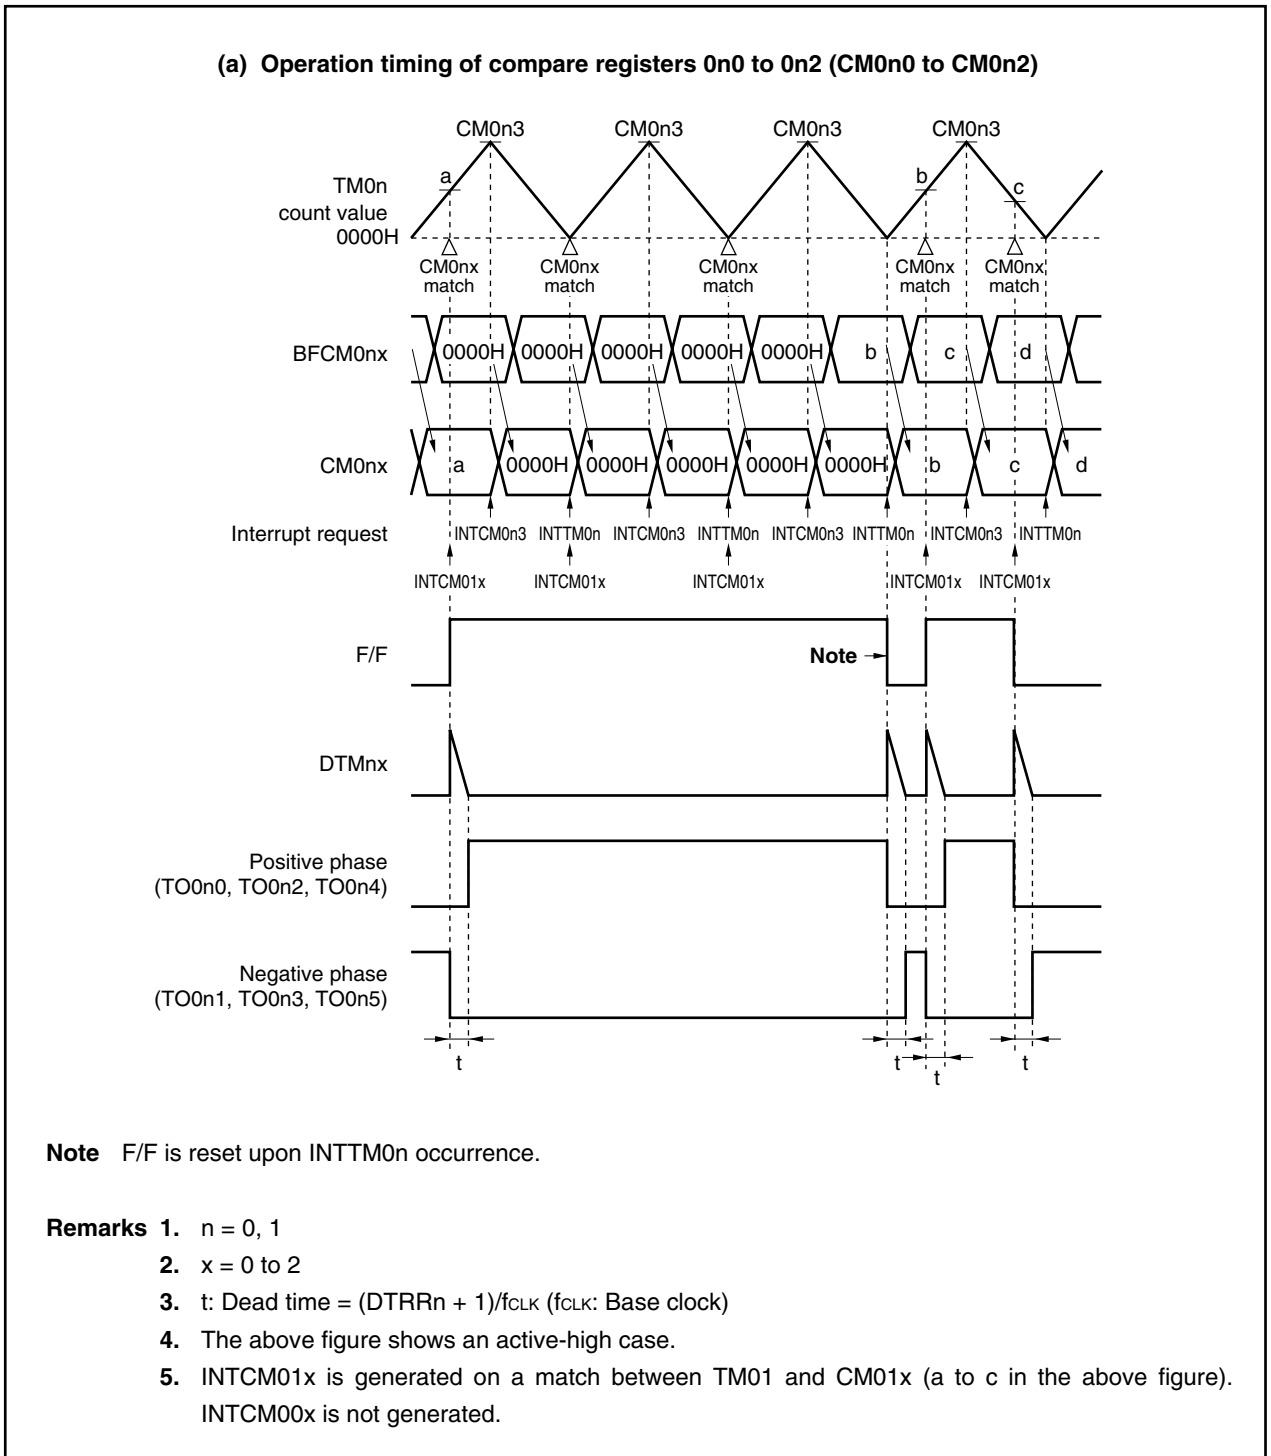 (a) Operation timing of compare registers 0n0 to 0n2 (CM0n0 to CM0n2)
CM0n3 CM0n3 CM0n3 CM0n3
a b c
TM0n
count value
0000H
CM0nx CM0nx CM0nx CM0nx CM0nx
match match match match match
BFCM0nx 0000H 0000H 0000H 0000H 0000H b c d
CM0nx a 0000H 0000H 0000H 0000H 0000H b c d
Interrupt request INTCM0n3 INTTM0n INTCM0n3 INTTM0n INTCM0n3 INTTM0n INTCM0n3 INTTM0n
INTCM01x INTCM01x INTCM01x INTCM01x INTCM01x
F/F Note
DTMnx
Positive phase
(TO0n0, TO0n2, TO0n4)
Negative phase
(TO0n1, TO0n3, TO0n5)
t t t t
Note F/F is reset upon INTTM0n occurrence.
Remarks 1. n = 0, 1
2. x = 0 to 2
3. t: Dead time = (DTRRn + 1)/fCLK (fCLK: Base clock)
4. The above figure shows an active-high case.
5. INTCM01x is generated on a match between TM01 and CM01x (a to c in the above figure).
INTCM00x is not generated.